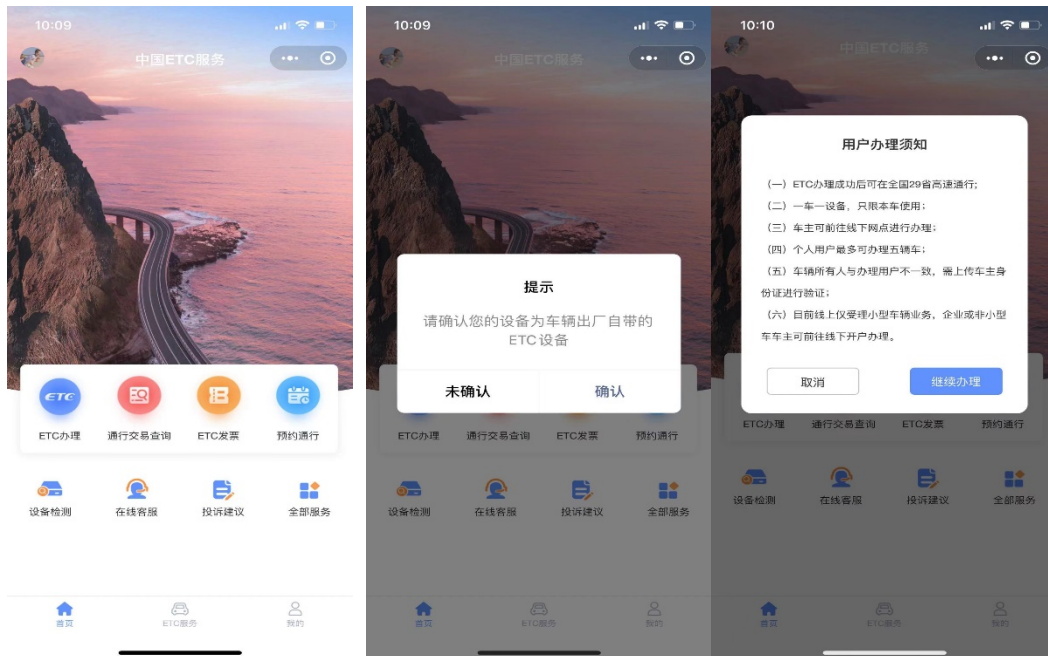 10:09
中国ETC服务
ETC
ETC办理
通行交易查询
ETC发票
预约通行
设备检测
在线客服
投诉建议
全部服务
首页
ETC服务
我的
10:09
中国ETC服务
提示
请确认您的设备为车辆出厂自带的
ETC设备
未确认
确认
ETC办理
通行交易查询
ETC发票
预约通行
设备检测
在线客服
投诉建议
全部服务
首页
ETC服务
我的
10:10
中国ETC服务
用户办理须知
（一）ETC办理成功后可在全国29省高速通行;
（二）一车一设备，只限本车使用;
（三）车主可前往线下网点进行办理;
（四）个人用户最多可办理五辆车;
（五）车辆所有人与办理用户不一致，需上传车主身
份证进行验证;
（六）目前线上仅受理小型车辆业务、企业或非小型
车车主可前往线下开户办理。
取消
继续办理
ETC办理
通行交易查询
ETC发票
预约通行
设备检测
在线客服
投诉建议
全部服务
首页
ETC服务
我的